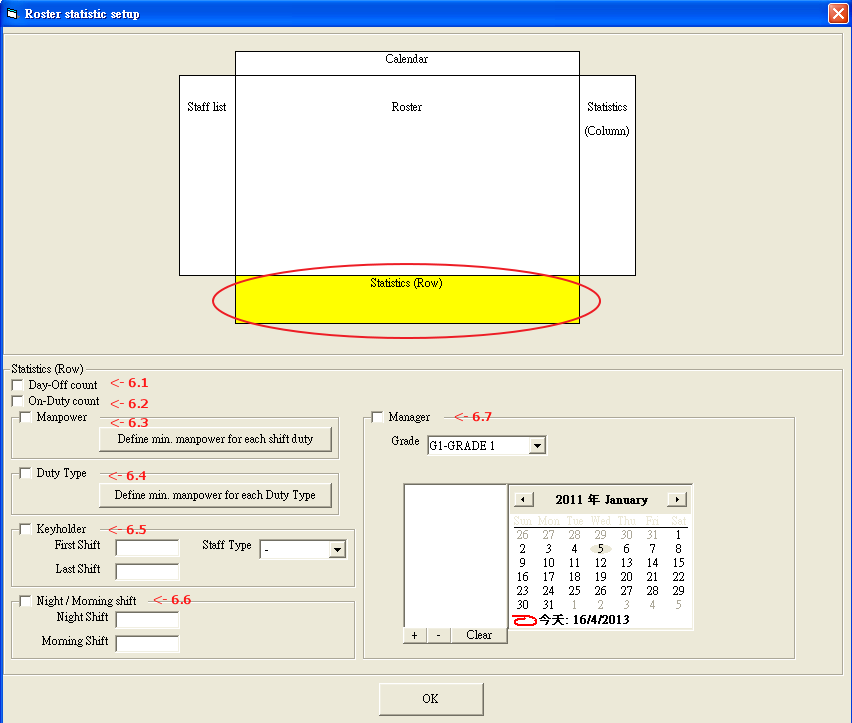 Roster statistic setup
Calendar
Staff list
Roster
Statistics
(Column)
Statistics (Row)
Statistics (Row)
Day-Off count <- 6.1
On-Duty count <- 6.2
Manpower <- 6.3
Define min. manpower for each shift duty
Duty Type <- 6.4
Define min. manpower for each Duty Type
Keyholder <- 6.5
First Shift
Staff Type
-
Last Shift
Night / Morning shift <- 6.6
Night Shift
Morning Shift
Manager <- 6.7
Grade
G1-GRADE 1
2011 年 January
Sun Mon Tue Wed Thu Fri Sat
26 27 28 29 30 31 1
2 3 4 5 6 7 8
9 10 11 12 13 14 15
16 17 18 19 20 21 22
23 24 25 26 27 28 29
30 31 1 2 3 4 5
今天: 16/4/2013
+ - Clear
OK